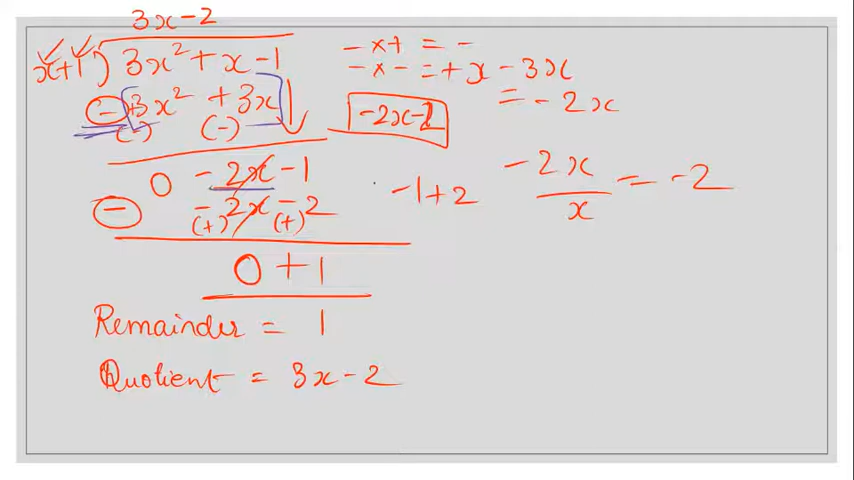 3x - 2
x+1) 3x² + x - 1
- +3x² + 3x
(-) (-)
0 - 2x - 1
- - 2x - 2
(+) (+)
0 + 1
Remainder = 1
Quotient = 3x - 2
- x + = -
- x - = + x - 3x
= - 2x
-2x-2
-1+2
-2x/x = -2